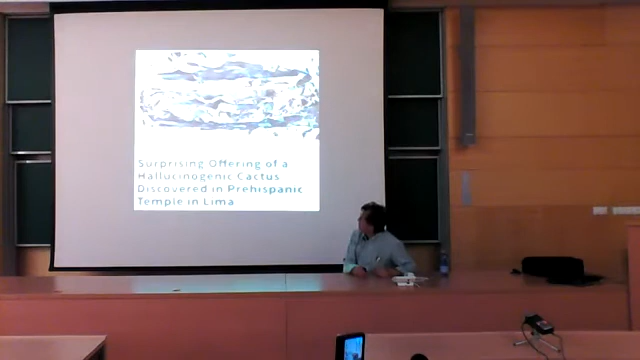 Surprising Offering of a
Hallucinogenic Cactus
Discovered in Prehispanic
Temple in Lima